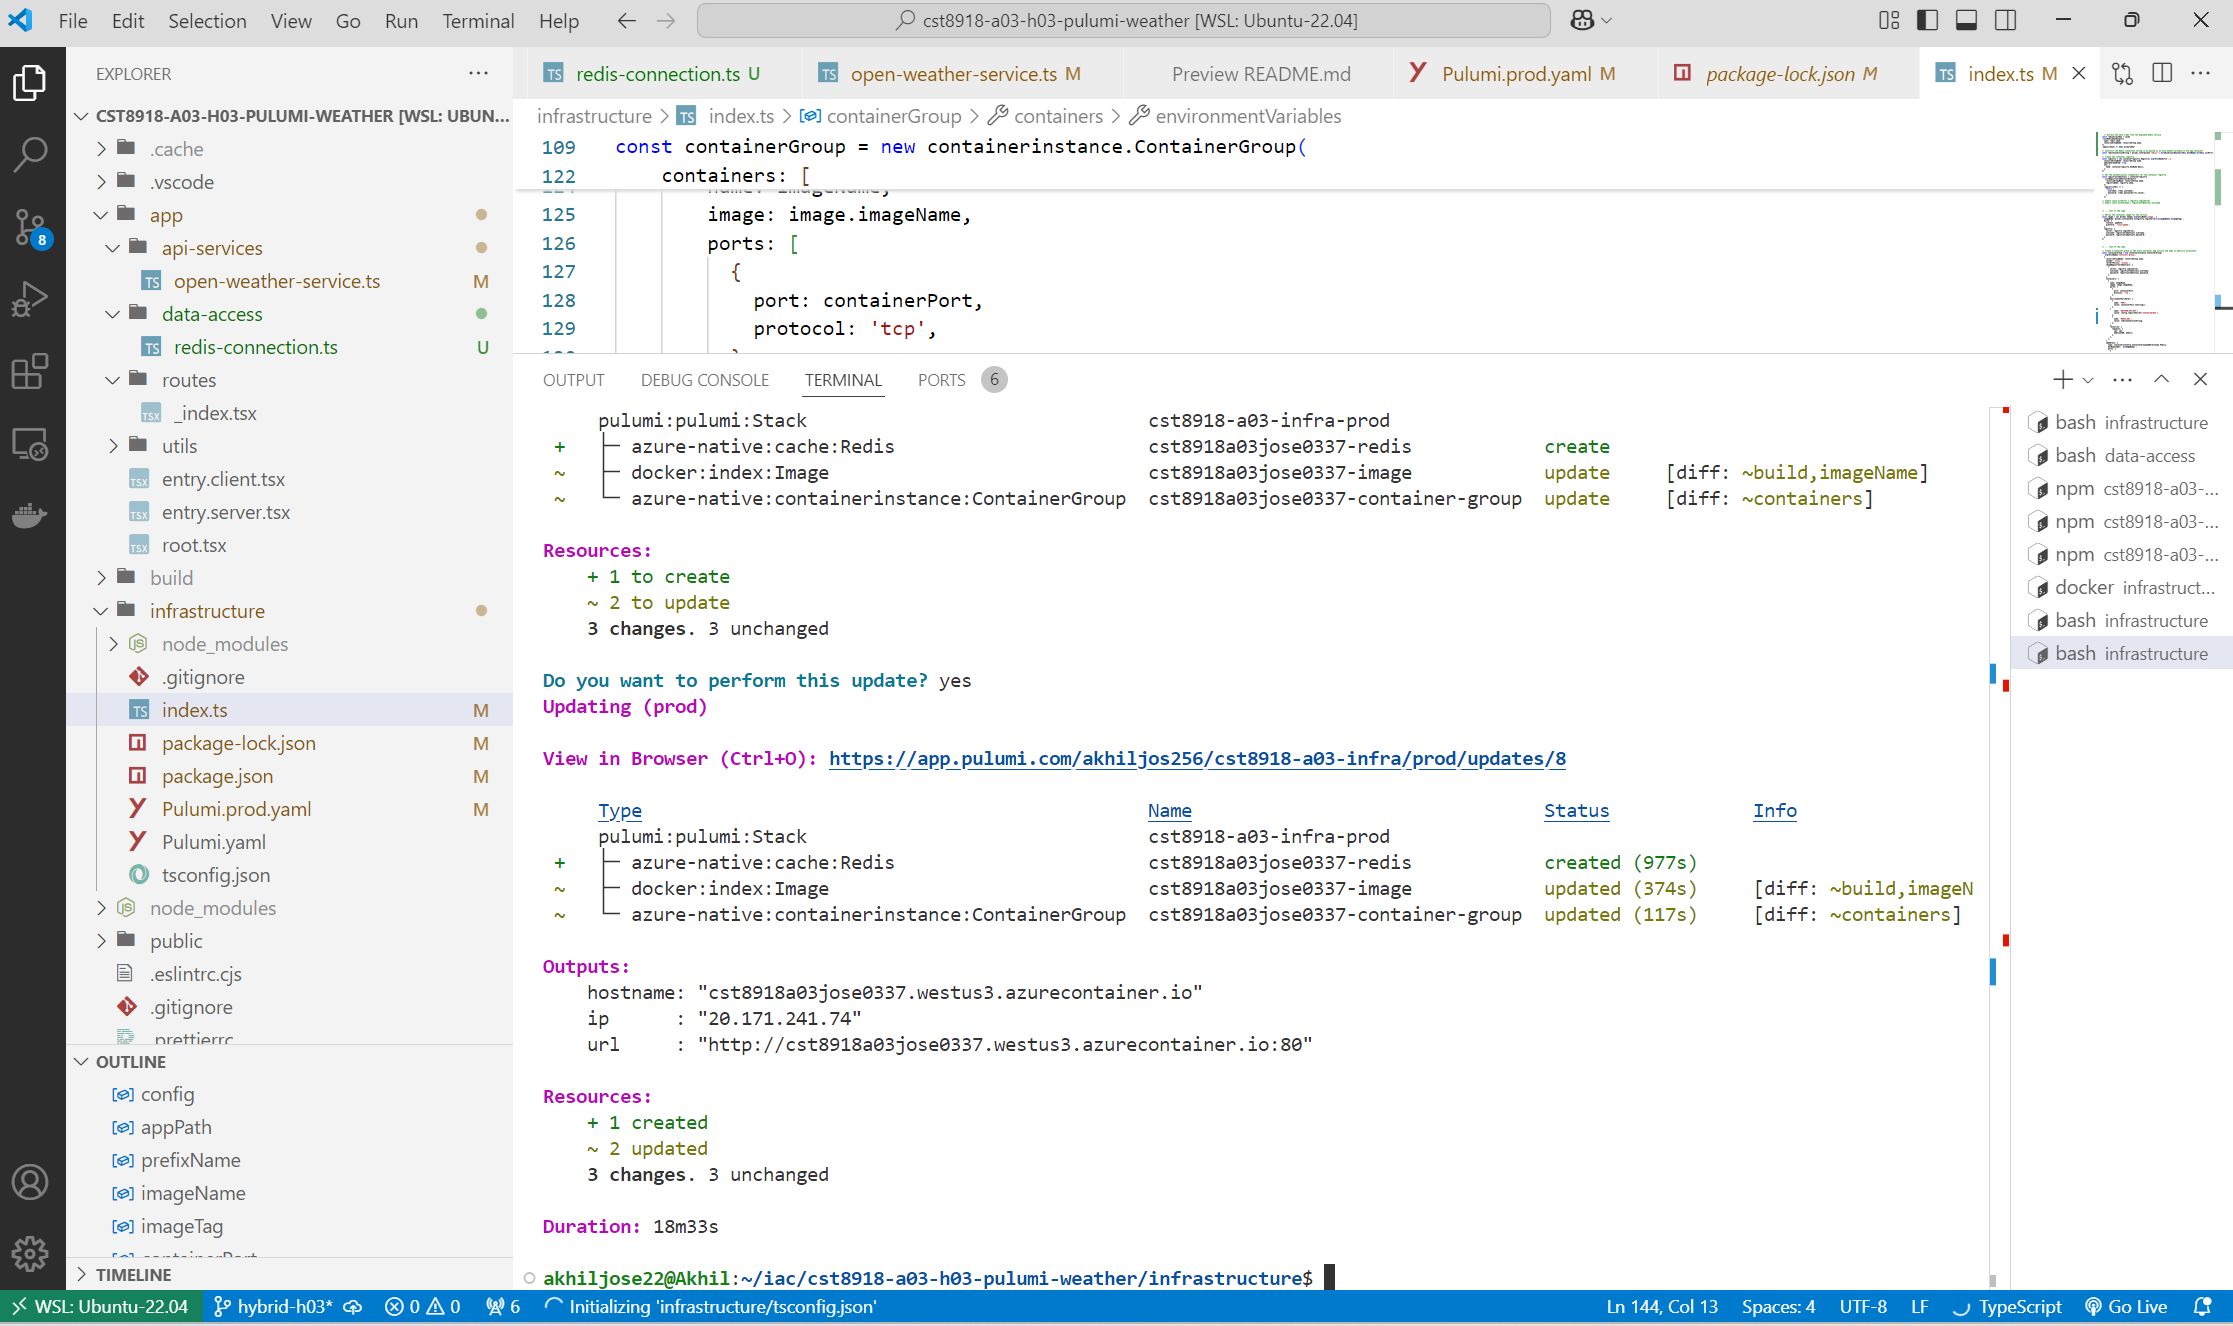 File Edit Selection View Go Run Terminal Help
cst8918-a03-h03-pulumi-weather [WSL: Ubuntu-22.04]
EXPLORER
CST8918-A03-H03-PULUMI-WEATHER [WSL: UBUN...
.cache
.vscode
app
api-services
TS open-weather-service.ts M
data-access
TS redis-connection.ts U
routes
TSX _index.tsx
utils
TSX entry.client.tsx
TSX entry.server.tsx
TSX root.tsx
build
infrastructure
JS node_modules
.gitignore
TS index.ts M
package-lock.json M
package.json M
Pulumi.prod.yaml M
Pulumi.yaml
tsconfig.json
JS node_modules
public
.eslintrc.cjs
.gitignore
.prettierrc
OUTLINE
config
appPath
prefixName
imageName
imageTag
containerPort
TIMELINE
8
TS redis-connection.ts U
TS open-weather-service.ts M
Preview README.md
Pulumi.prod.yaml M
package-lock.json M
TS index.ts M
infrastructure > TS index.ts > containerGroup > containers > environmentVariables
109 const containerGroup = new containerinstance.ContainerGroup(
122 containers: [
name: imageName,
125 image: image.imageName,
126 ports: [
127 {
128 port: containerPort,
129 protocol: 'tcp',
OUTPUT DEBUG CONSOLE TERMINAL PORTS 6
pulumi:pulumi:Stack cst8918-a03-infra-prod
+ azure-native:cache:Redis cst8918a03jose0337-redis create
~ docker:index:Image cst8918a03jose0337-image update [diff: ~build,imageName]
~ azure-native:containerinstance:ContainerGroup cst8918a03jose0337-container-group update [diff: ~containers]
Resources:
+ 1 to create
~ 2 to update
3 changes. 3 unchanged
Do you want to perform this update? yes
Updating (prod)
View in Browser (Ctrl+O): https://app.pulumi.com/akhiljos256/cst8918-a03-infra/prod/updates/8
Type Name Status Info
pulumi:pulumi:Stack cst8918-a03-infra-prod
+ azure-native:cache:Redis cst8918a03jose0337-redis created (977s)
~ docker:index:Image cst8918a03jose0337-image updated (374s) [diff: ~build,imageN
~ azure-native:containerinstance:ContainerGroup cst8918a03jose0337-container-group updated (117s) [diff: ~containers]
Outputs:
hostname: "cst8918a03jose0337.westus3.azurecontainer.io"
ip : "20.171.241.74"
url : "http://cst8918a03jose0337.westus3.azurecontainer.io:80"
Resources:
+ 1 created
~ 2 updated
3 changes. 3 unchanged
Duration: 18m33s
akhiljose22@Akhil:~/iac/cst8918-a03-h03-pulumi-weather/infrastructure$
bash infrastructure
bash data-access
npm cst8918-a03-...
npm cst8918-a03-...
npm cst8918-a03-...
docker infrastruct...
bash infrastructure
bash infrastructure
WSL: Ubuntu-22.04 hybrid-h03* 0 0 6 Initializing 'infrastructure/tsconfig.json' Ln 144, Col 13 Spaces: 4 UTF-8 LF TypeScript Go Live